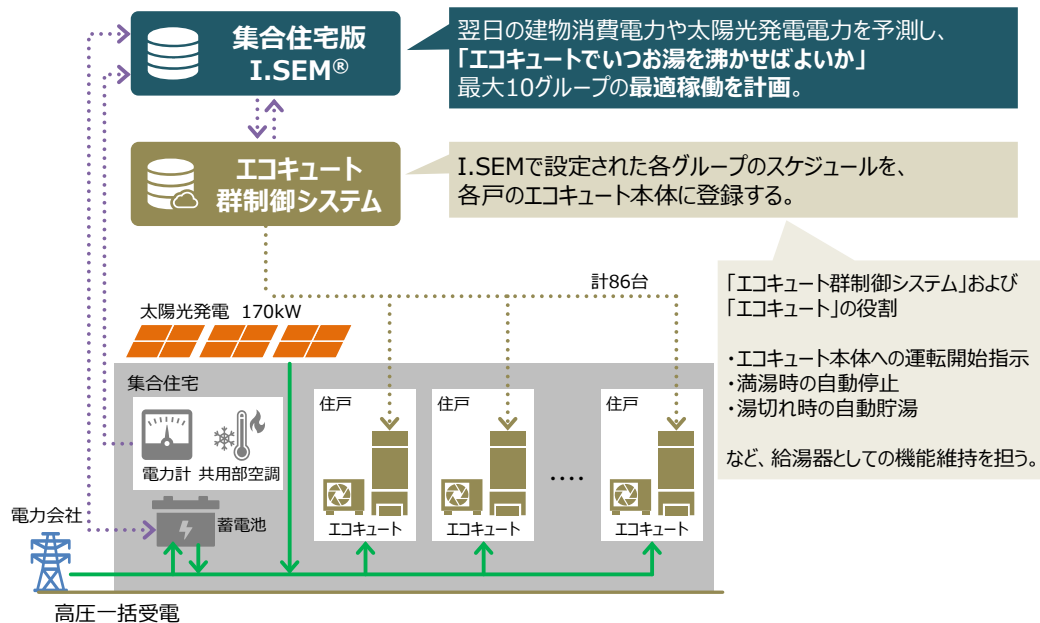 集合住宅版
I.SEM®
翌日の建物消費電力や太陽光発電電力を予測し、
「エコキュートでいつお湯を沸かせばよいか」
最大10グループの最適稼働を計画。
エコキュート
群制御システム
I.SEMで設定された各グループのスケジュールを、
各戸のエコキュート本体に登録する。
計86台
「エコキュート群制御システム」および
「エコキュート」の役割
・エコキュート本体への運転開始指示
・満湯時の自動停止
・湯切れ時の自動貯湯
など、給湯器としての機能維持を担う。
太陽光発電 170kW
集合住宅
電力計 共用部空調
蓄電池
住戸
エコキュート
住戸
エコキュート
....
住戸
エコキュート
電力会社
高圧一括受電